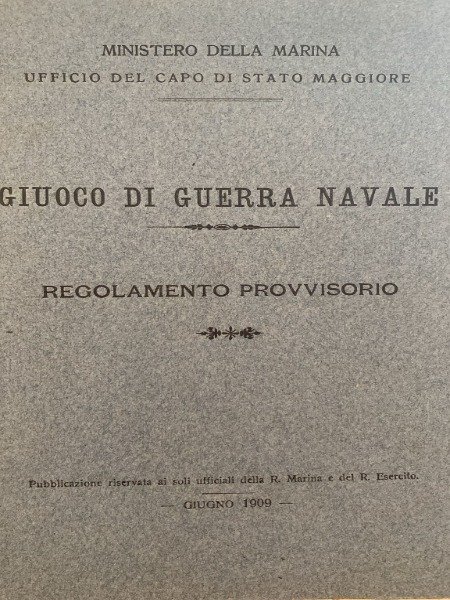 MINISTERO DELLA MARINA
UFFICIO DEL CAPO DI STATO MAGGIORE
GIUOCO DI GUERRA NAVALE
REGOLAMENTO PROVVISORIO
Pubblicazione riservata ai soli ufficiali della R. Marina e del R. Esercito.
— GIUGNO 1909 —